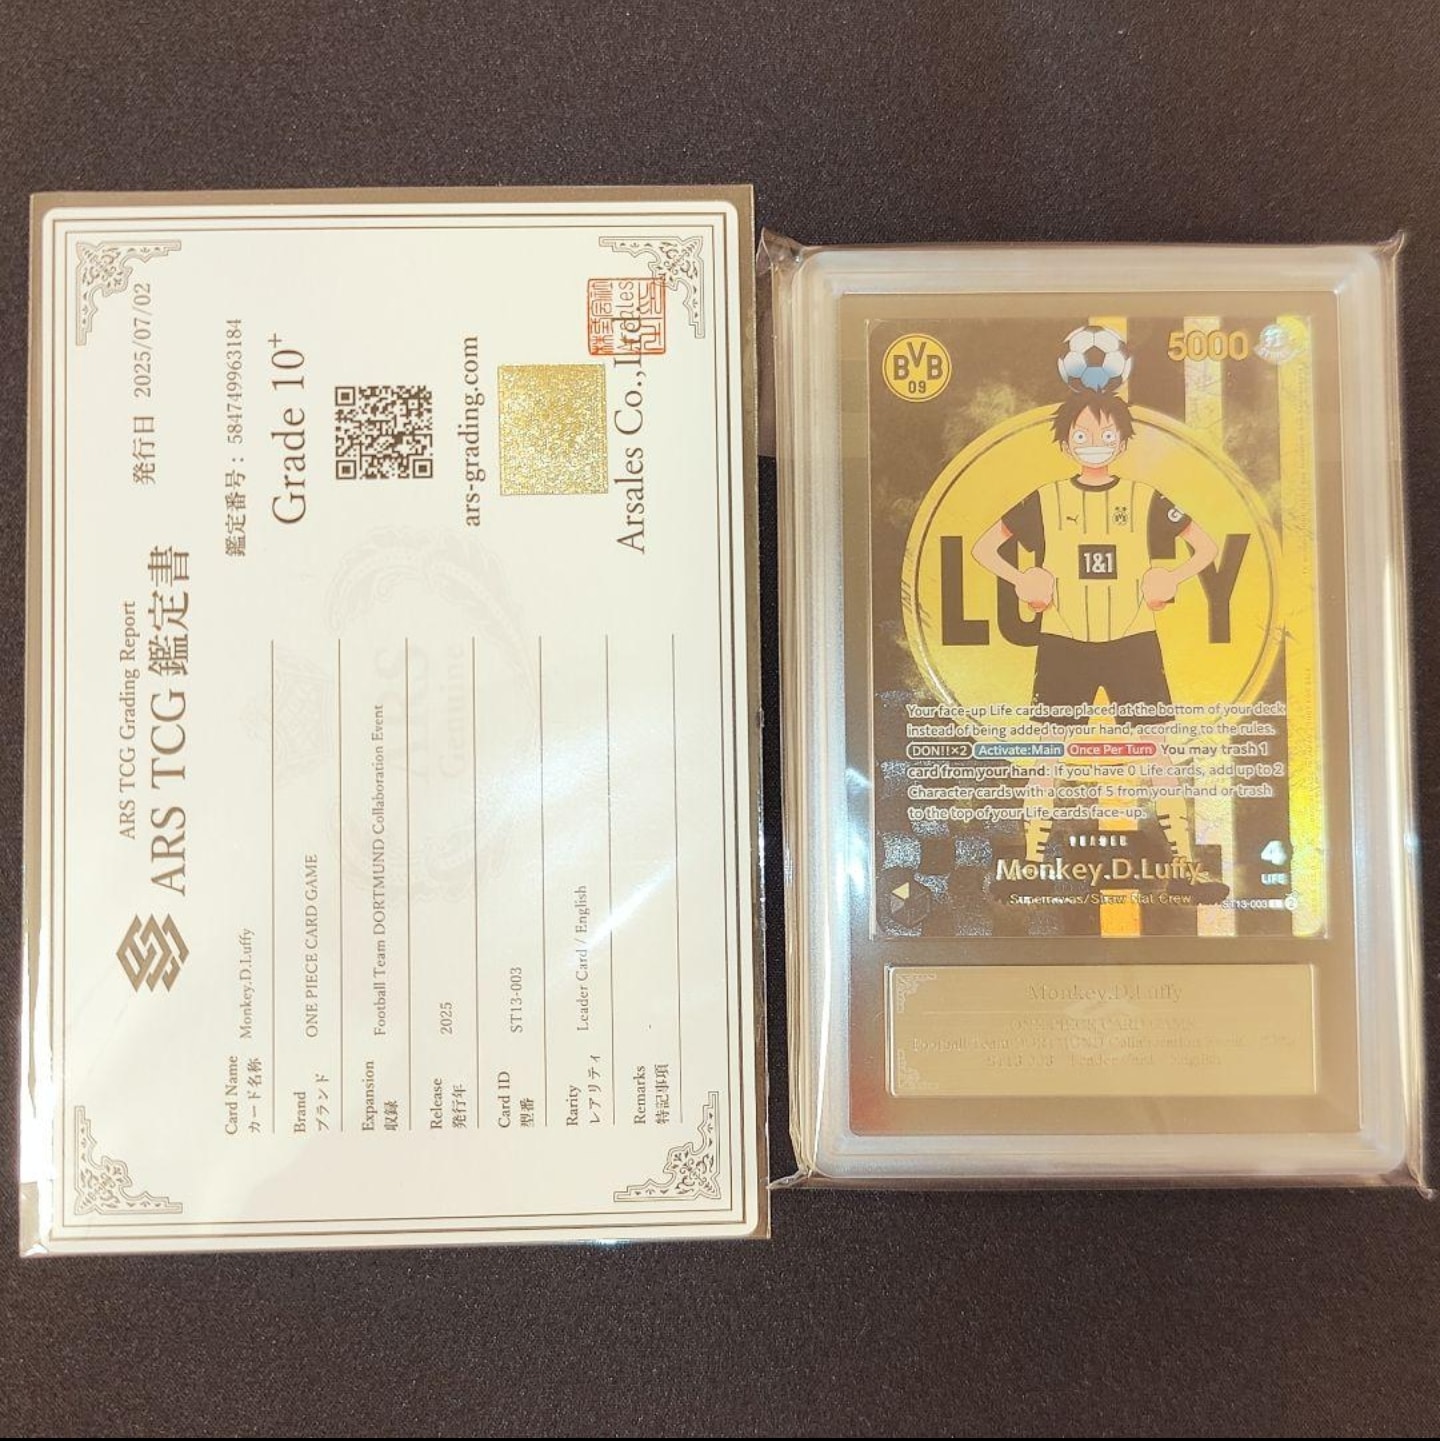 ARS TCG Grading Report
ARS TCG 鑑定書
発行日 2025/07/02
鑑定番号: 584749963184
Grade 10+
ars-grading.com
Arsales Co.,Ltd.
Card Name
カード名称
Monkey.D.Luffy
Brand
ブランド
ONE PIECE CARD GAME
Expansion
収録
Football Team DORTMUND Collaboration Event
Release
発行年
2025
Card ID
型番
ST13-003
Rarity
レアリティ
Leader Card / English
Remarks
特記事項
BVB
09
5000
打
LUFFY
1&1
Your face-up Life cards are placed at the bottom of your deck
instead of being added to your hand, according to the rules.
DON!!×2 Activate:Main Once Per Turn You may trash 1
card from your hand: If you have 0 Life cards, add up to 2
Character cards with a cost of 5 from your hand or trash
to the top of your Life cards face-up.
LEADER
Monkey.D.Luffy
4
LIFE
Supernovas/Straw Hat Crew
ST13-003 L
Monkey.D.Luffy